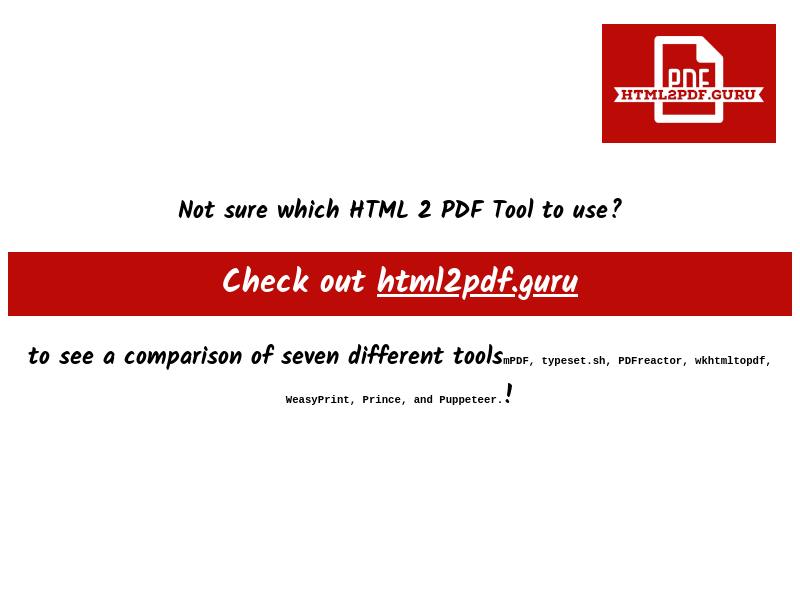 PDF
HTML2PDF.GURU
Not sure which HTML 2 PDF Tool to use?
Check out html2pdf.guru
to see a comparison of seven different toolsmPDF, typeset.sh, PDFreactor, wkhtmltopdf,
WeasyPrint, Prince, and Puppeteer.!